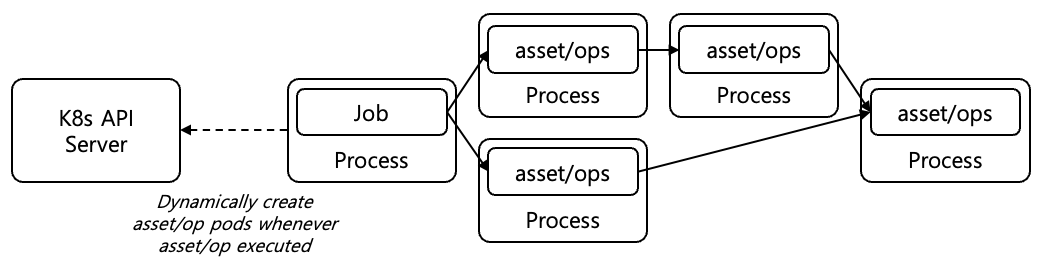 K8s API
Server
Dynamically create
asset/op pods whenever
asset/op executed
Job
Process
asset/ops
Process
asset/ops
Process
asset/ops
Process
asset/ops
Process